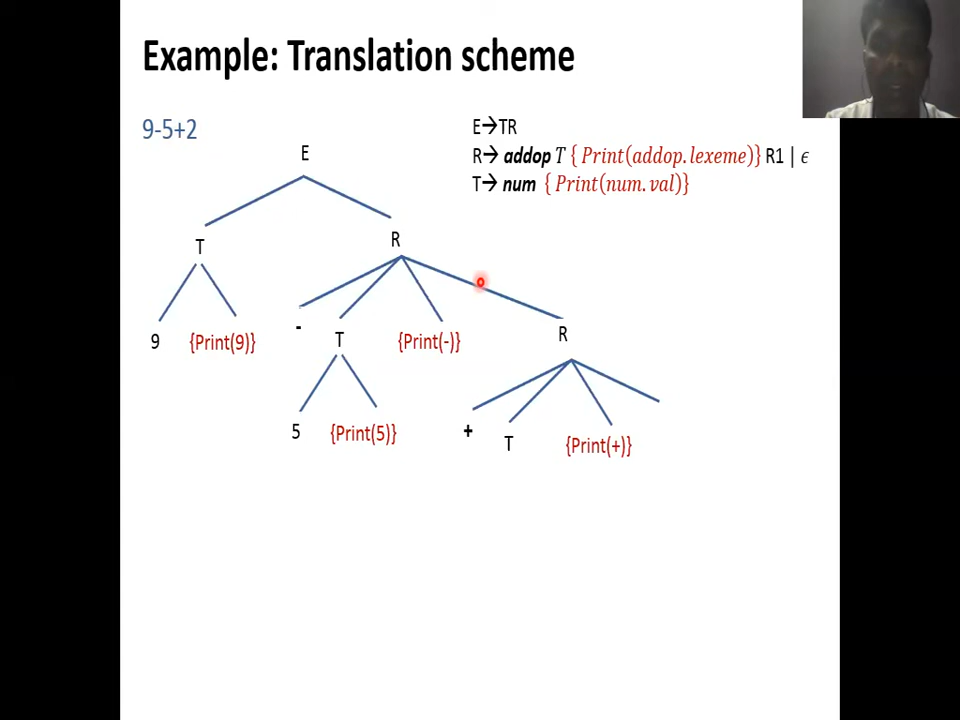 Example: Translation scheme
9-5+2
E→TR
R→ addop T { Print(addop.lexeme)} R1 | ϵ
T→ num { Print(num.val)}
E
T R
9 {Print(9)} - T {Print(-)} R
5 {Print(5)} + T {Print(+)}